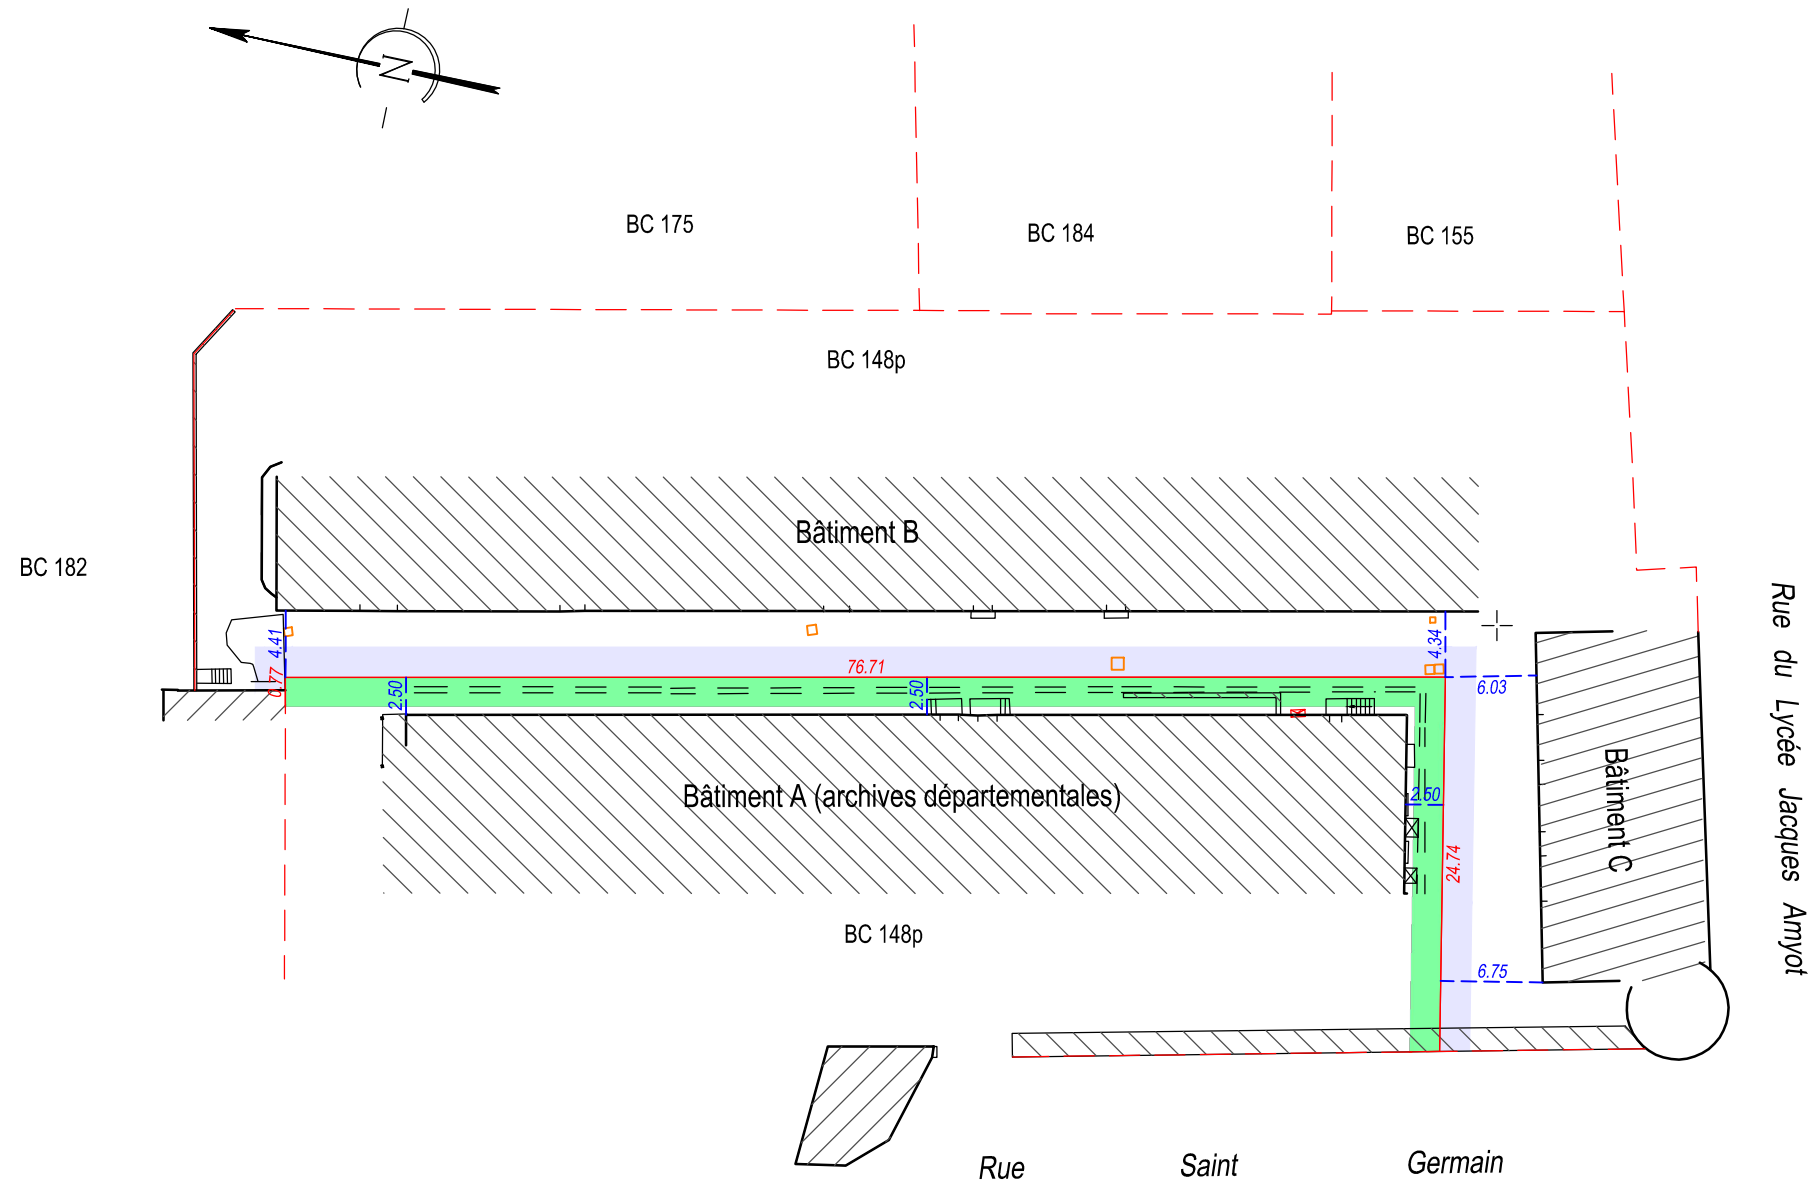 N
BC 175
BC 184
BC 155
BC 148p
Bâtiment B
BC 182
4.41
0.77
76.71
4.34
6.03
2.50
2.50
Bâtiment A (archives départementales)
2.50
24.74
Bâtiment C
Rue du Lycée Jacques Amyot
BC 148p
6.75
Rue Saint Germain